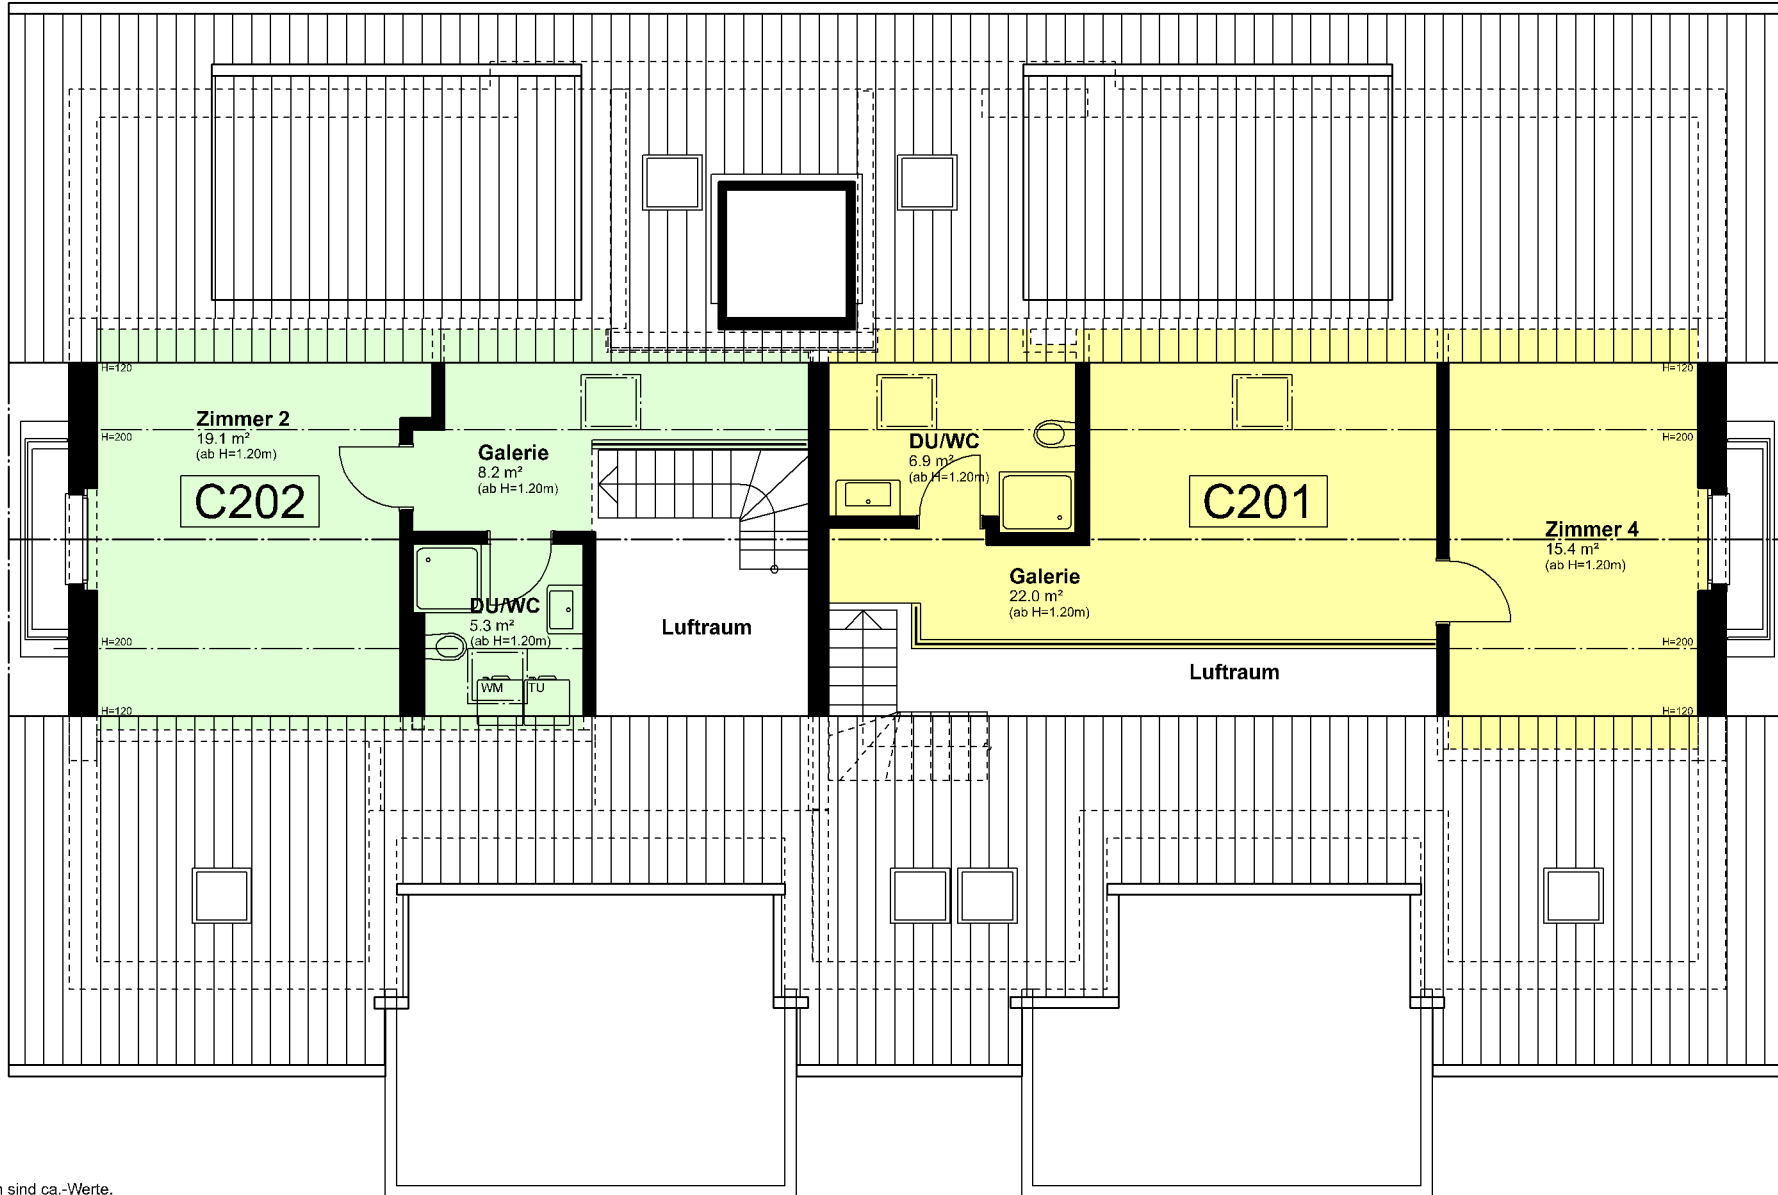 H=120
H=120
Zimmer 2
19.1 m²
(ab H=1.20m)
H=200
H=200
DU/WC
6.9 m²
(ab H=1.20m)
Galerie
8.2 m²
(ab H=1.20m)
C202
C201
Zimmer 4
15.4 m²
(ab H=1.20m)
Galerie
22.0 m²
(ab H=1.20m)
DU/WC
5.3 m²
(ab H=1.20m)
Luftraum
H=200
H=200
Luftraum
WM
TU
H=120
H=120
sind ca.-Werte.